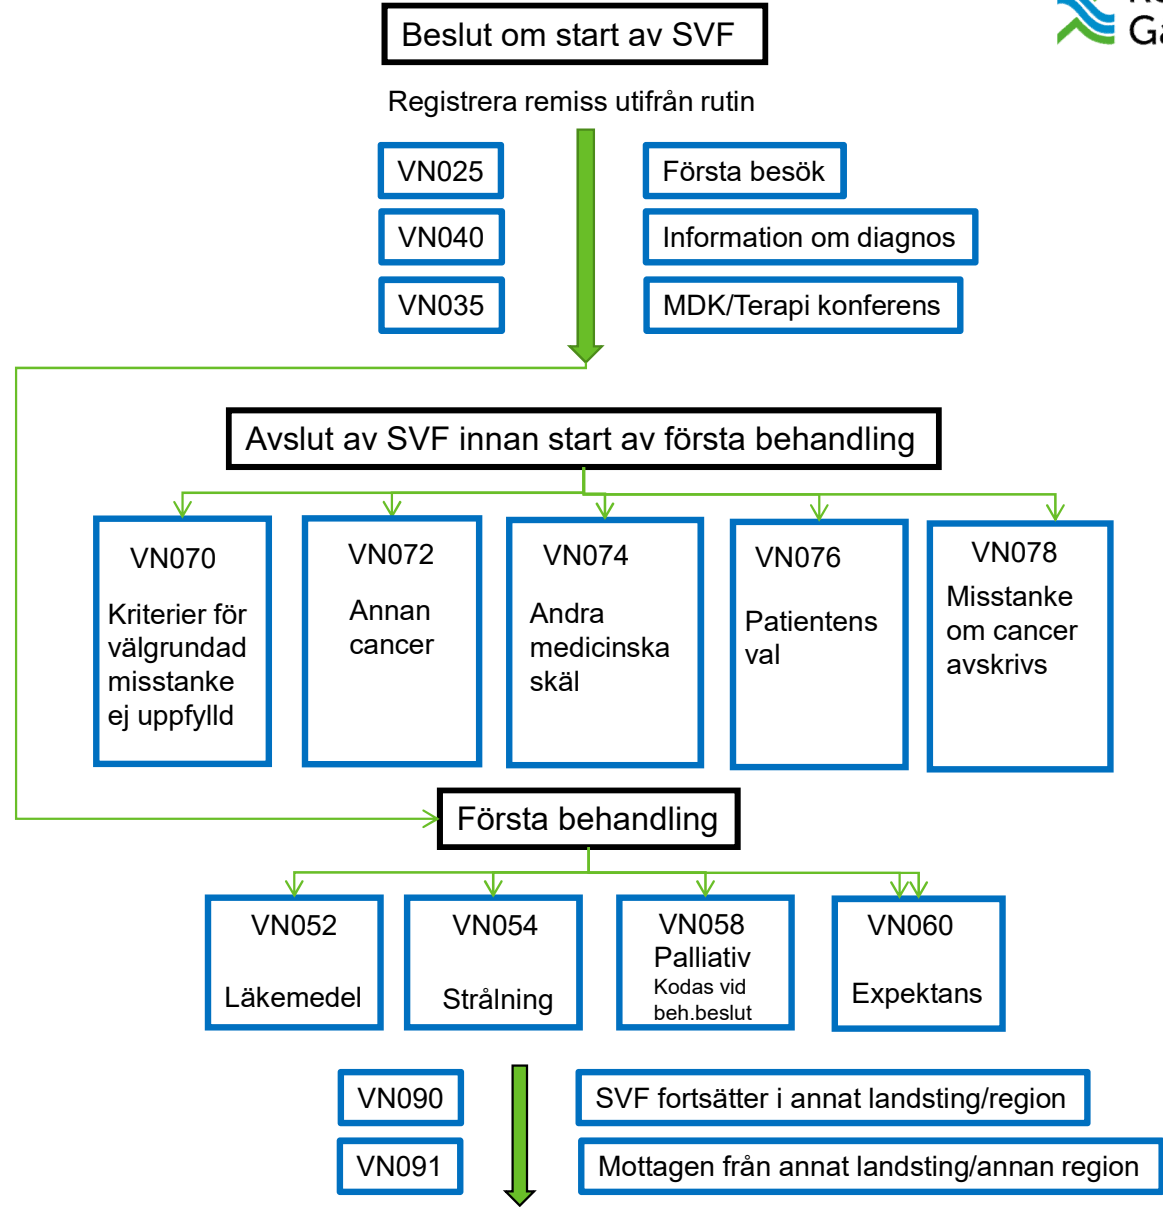 Beslut om start av SVF
Registrera remiss utifrån rutin
VN025
Första besök
VN040
Information om diagnos
VN035
MDK/Terapi konferens
Avslut av SVF innan start av första behandling
VN070
Kriterier för
välgrundad
misstanke
ej uppfylld
VN072
Annan
cancer
VN074
Andra
medicinska
skäl
VN076
Patientens
val
VN078
Misstanke
om cancer
avskrivs
Första behandling
VN052
Läkemedel
VN054
Strålning
VN058
Palliativ
Kodas vid
beh.beslut
VN060
Expektans
VN090
SVF fortsätter i annat landsting/region
VN091
Mottagen från annat landsting/annan region